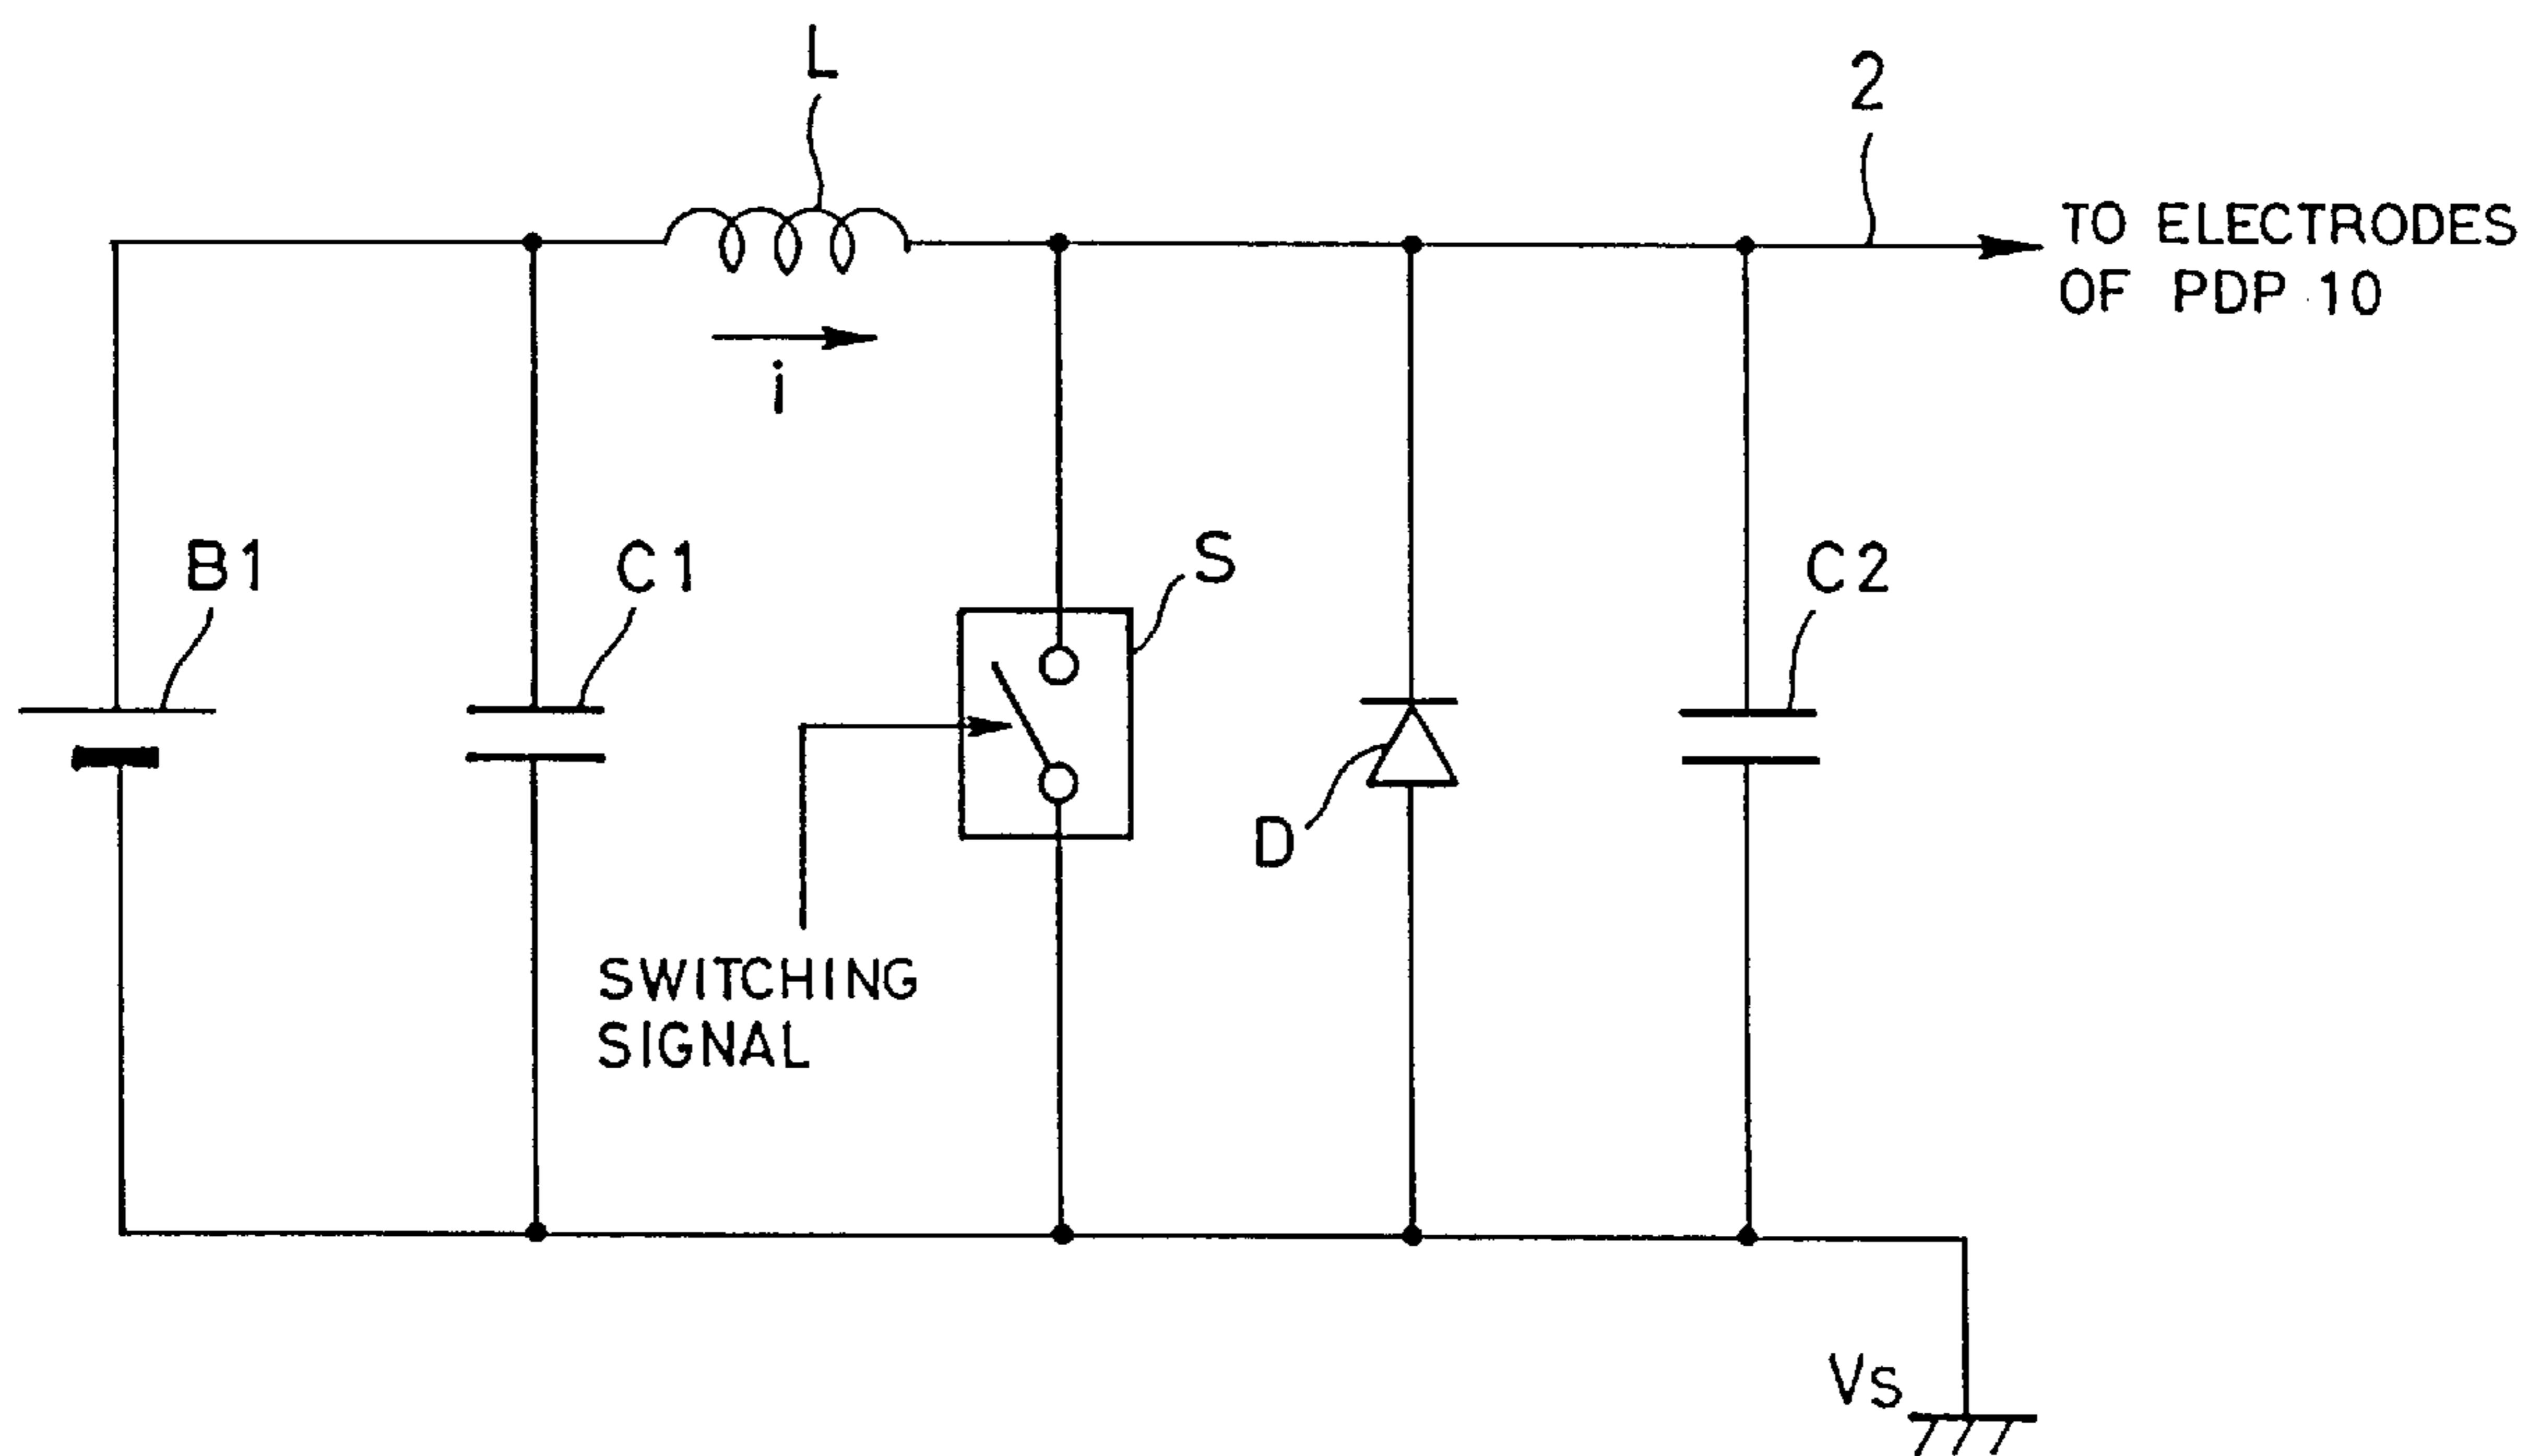 L
2
TO ELECTRODES
OF PDP 10
i
B1
C1
S
C2
D
SWITCHING
SIGNAL
Vs